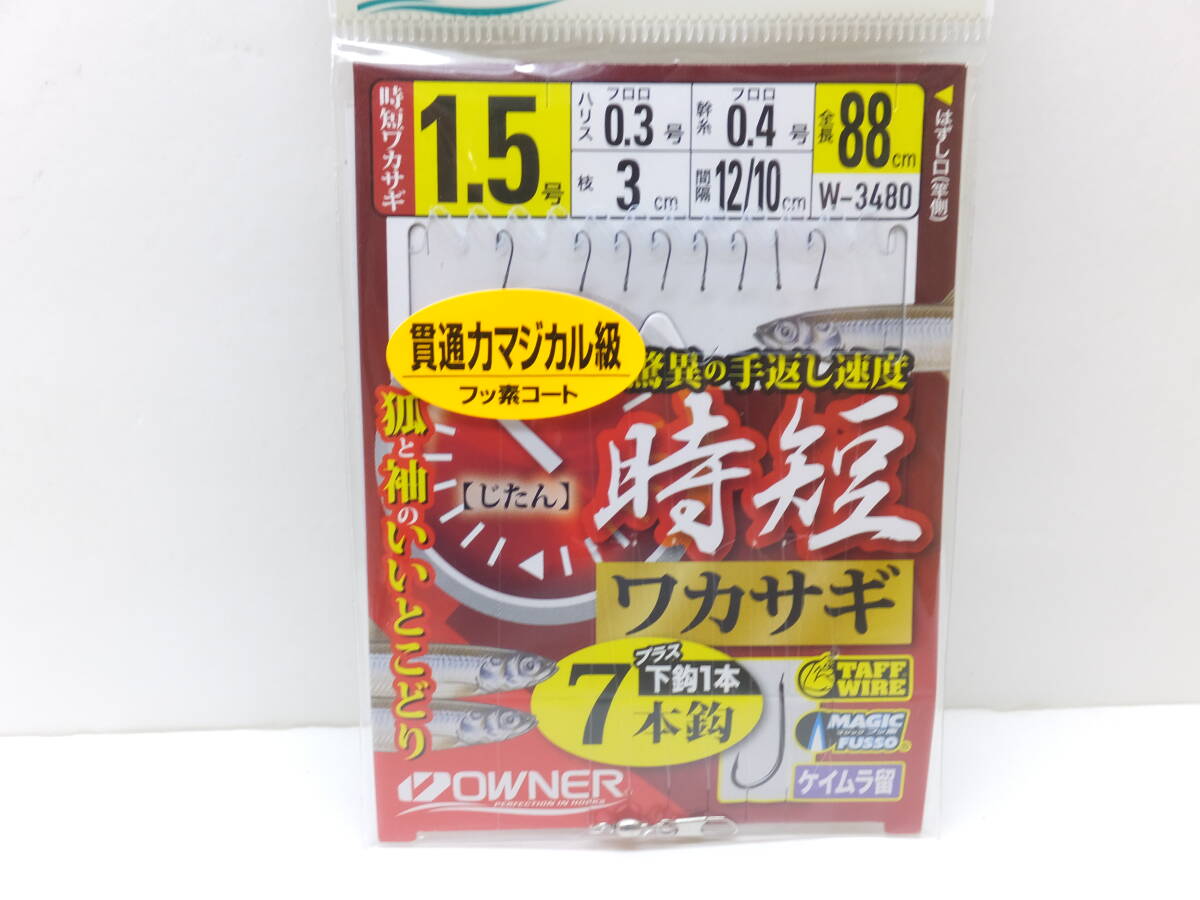 時短ワカサギ
1.5号
ハリス フロロ 0.3号
幹糸 フロロ 0.4号
全長 88cm
枝 3cm
間隔 12/10cm
W-3480
はずし口(竿側)
貫通力マジカル級
フッ素コート
驚異の手返し速度
狐と袖のいいとこどり
【じたん】
時短
ワカサギ
プラス
下鈎1本
7本鈎
TAFF
WIRE
MAGIC
FUSSO®
ケイムラ留
OWNER
PERFECTION IN HOOKS